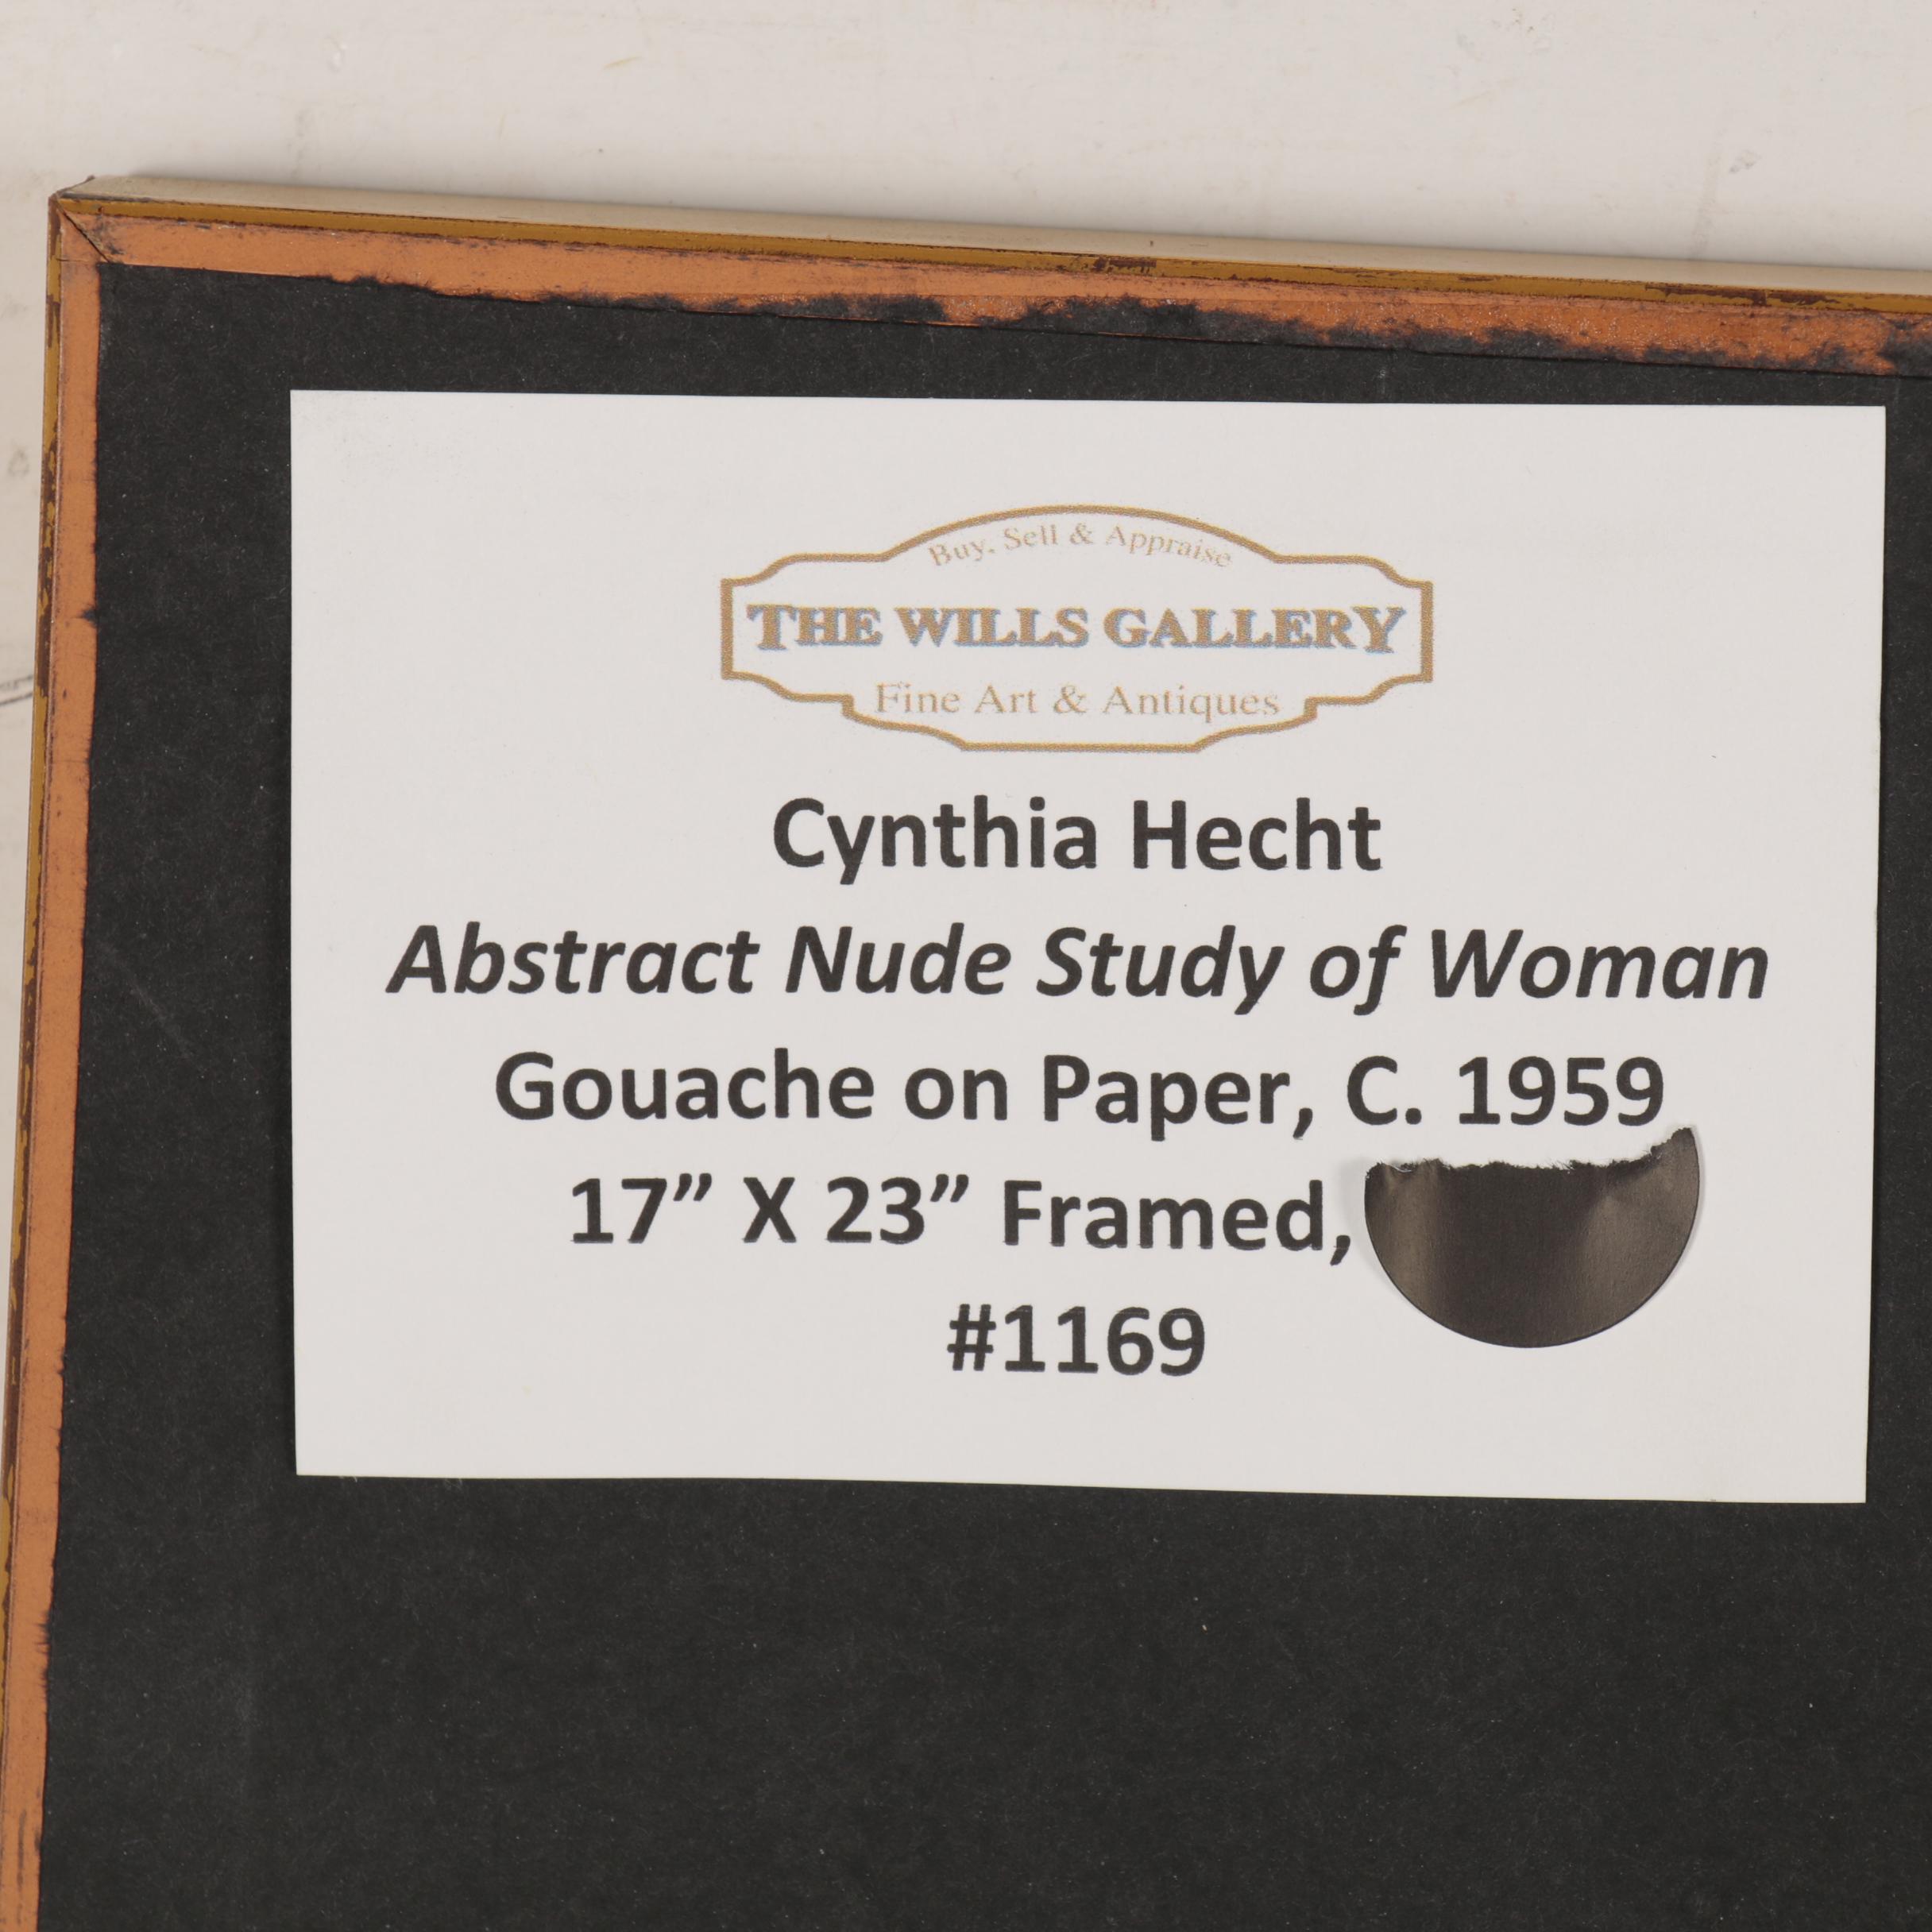 Buy, Sell & Appraise
THE WILLS GALLERY
Fine Art & Antiques
Cynthia Hecht
Abstract Nude Study of Woman
Gouache on Paper, C. 1959
17” X 23” Framed,
#1169